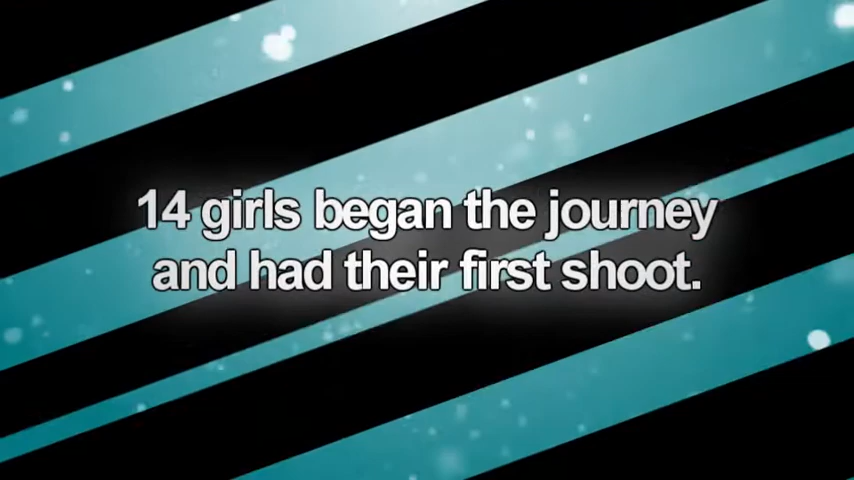 14 girls began the journey
and had their first shoot.